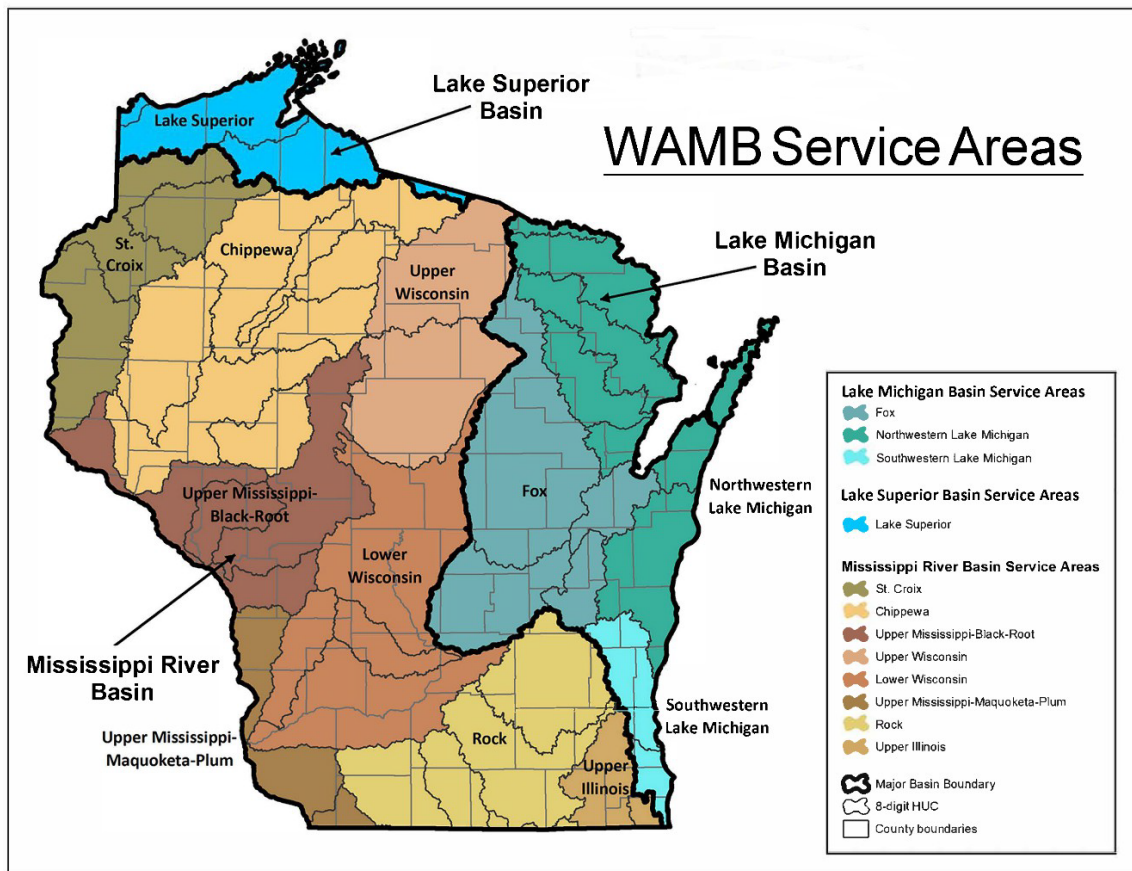 WAMB Service Areas
Lake Superior
Basin
Lake Superior
Lake Michigan
Basin
St.
Croix
Chippewa
Upper
Wisconsin
Upper Mississippi-
Black-Root
Fox
Northwestern
Lake Michigan
Lower
Wisconsin
Mississippi River
Basin
Upper Mississippi-
Maquoketa-Plum
Rock
Southwestern
Lake Michigan
Upper
Illinois
Lake Michigan Basin Service Areas
Fox
Northwestern Lake Michigan
Southwestern Lake Michigan
Lake Superior Basin Service Areas
Lake Superior
Mississippi River Basin Service Areas
St. Croix
Chippewa
Upper Mississippi-Black-Root
Upper Wisconsin
Lower Wisconsin
Upper Mississippi-Maquoketa-Plum
Rock
Upper Illinois
Major Basin Boundary
8-digit HUC
County boundaries